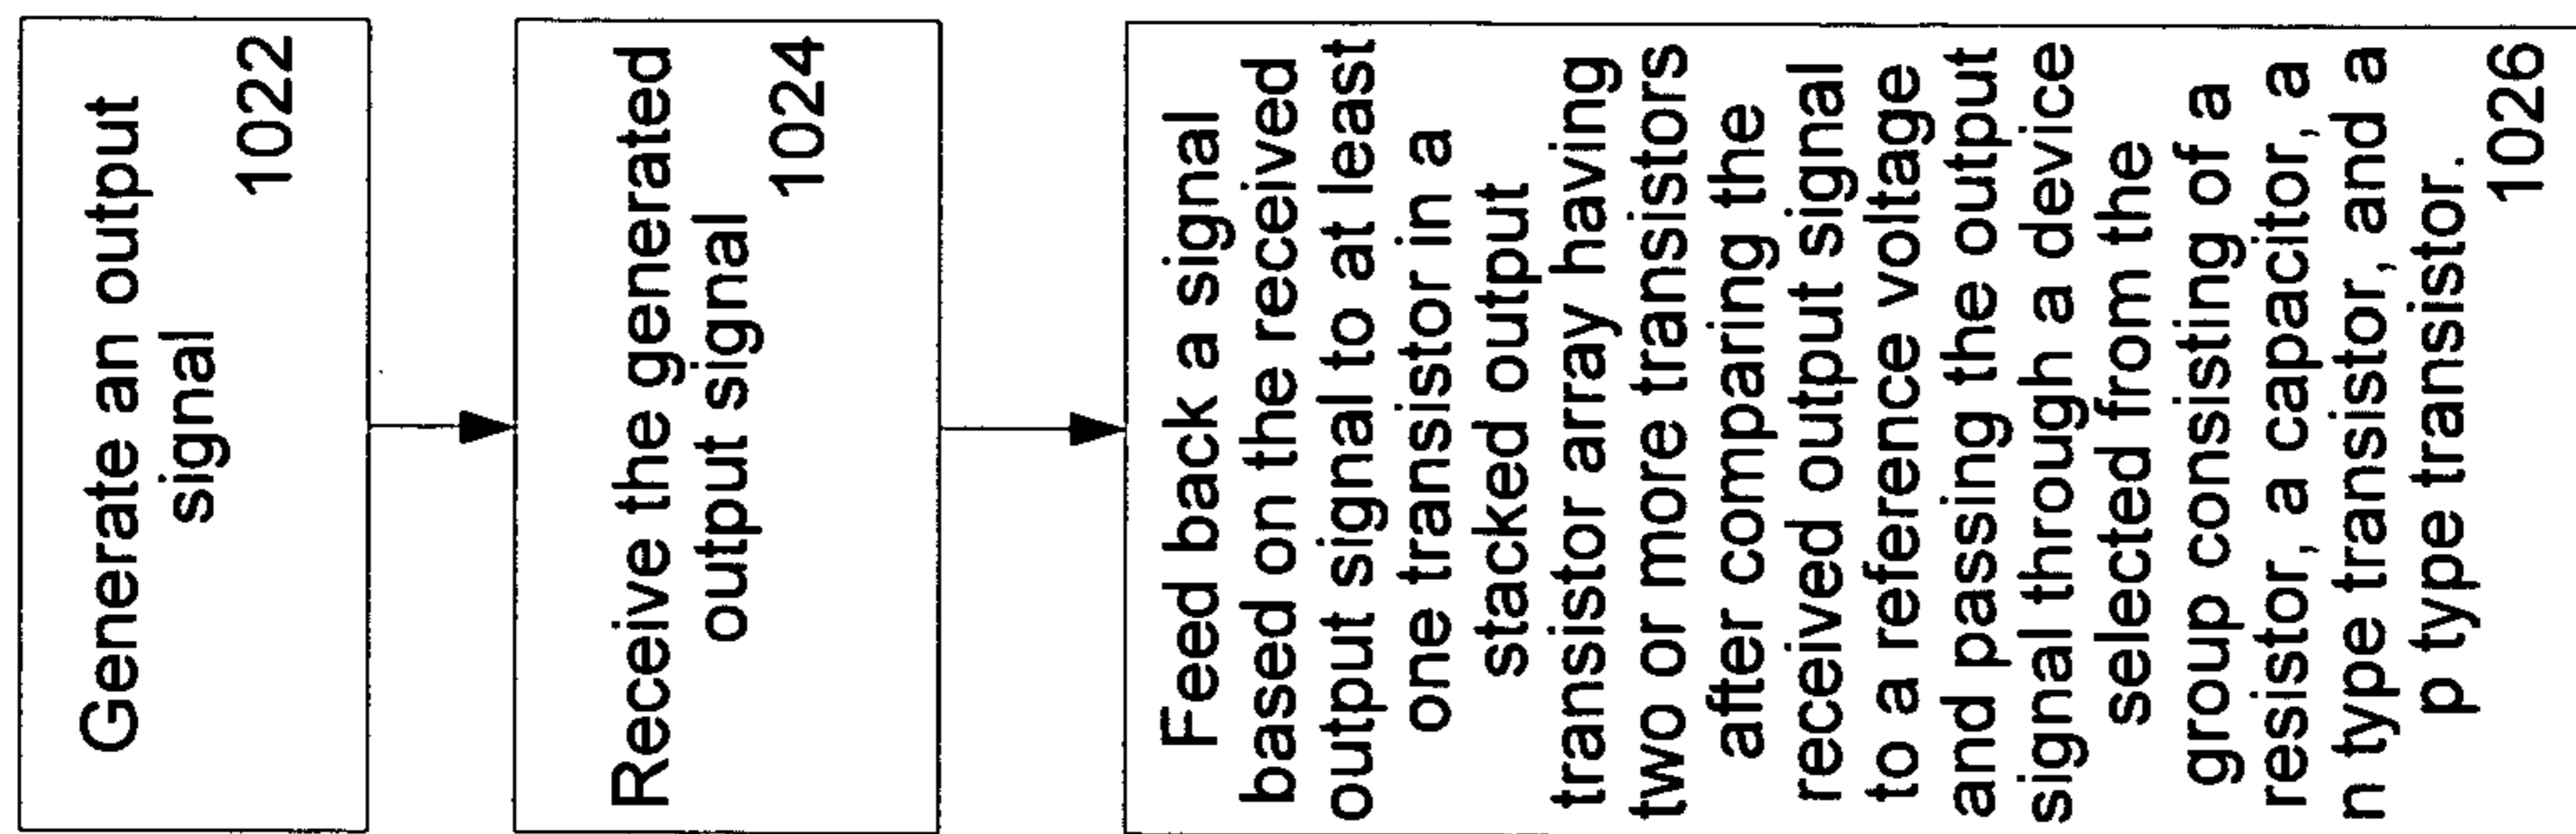 Generate an output
signal
1022
Receive the generated
output signal
1024
Feed back a signal
based on the received
output signal to at least
one transistor in a
stacked output
transistor array having
two or more transistors
after comparing the
received output signal
to a reference voltage
and passing the output
signal through a device
selected from the
group consisting of a
resistor, a capacitor, a
n type transistor, and a
p type transistor.
1026